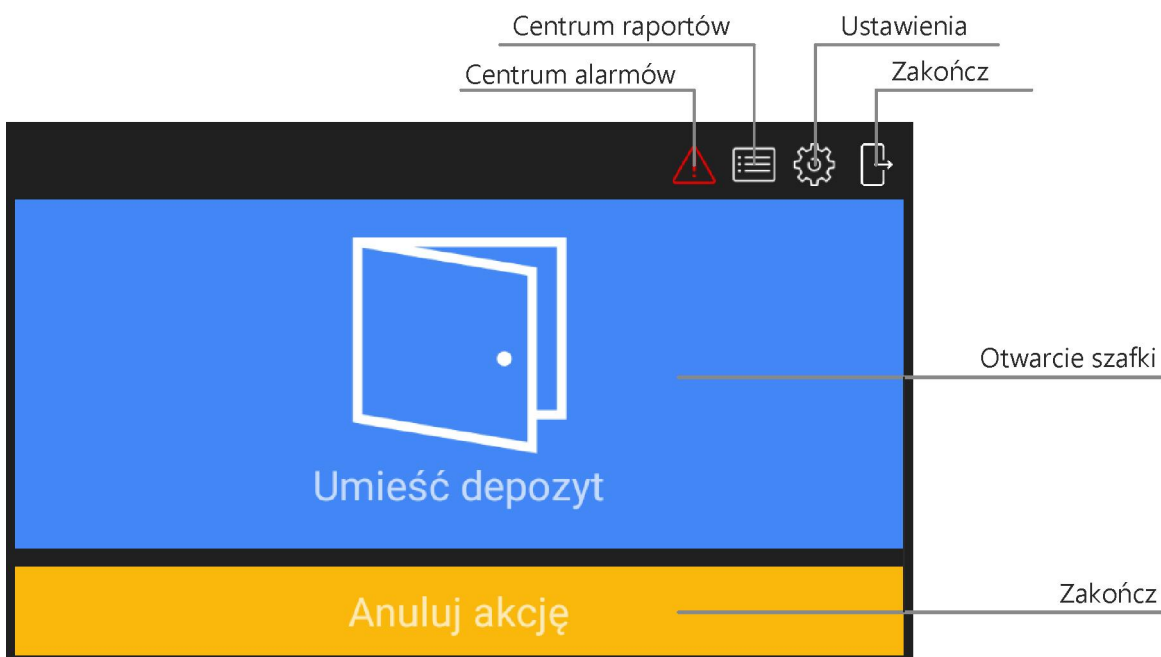 Centrum raportów
Ustawienia
Centrum alarmów
Zakończ
Otwarcie szafki
Umieść depozyt
Zakończ
Anuluj akcję